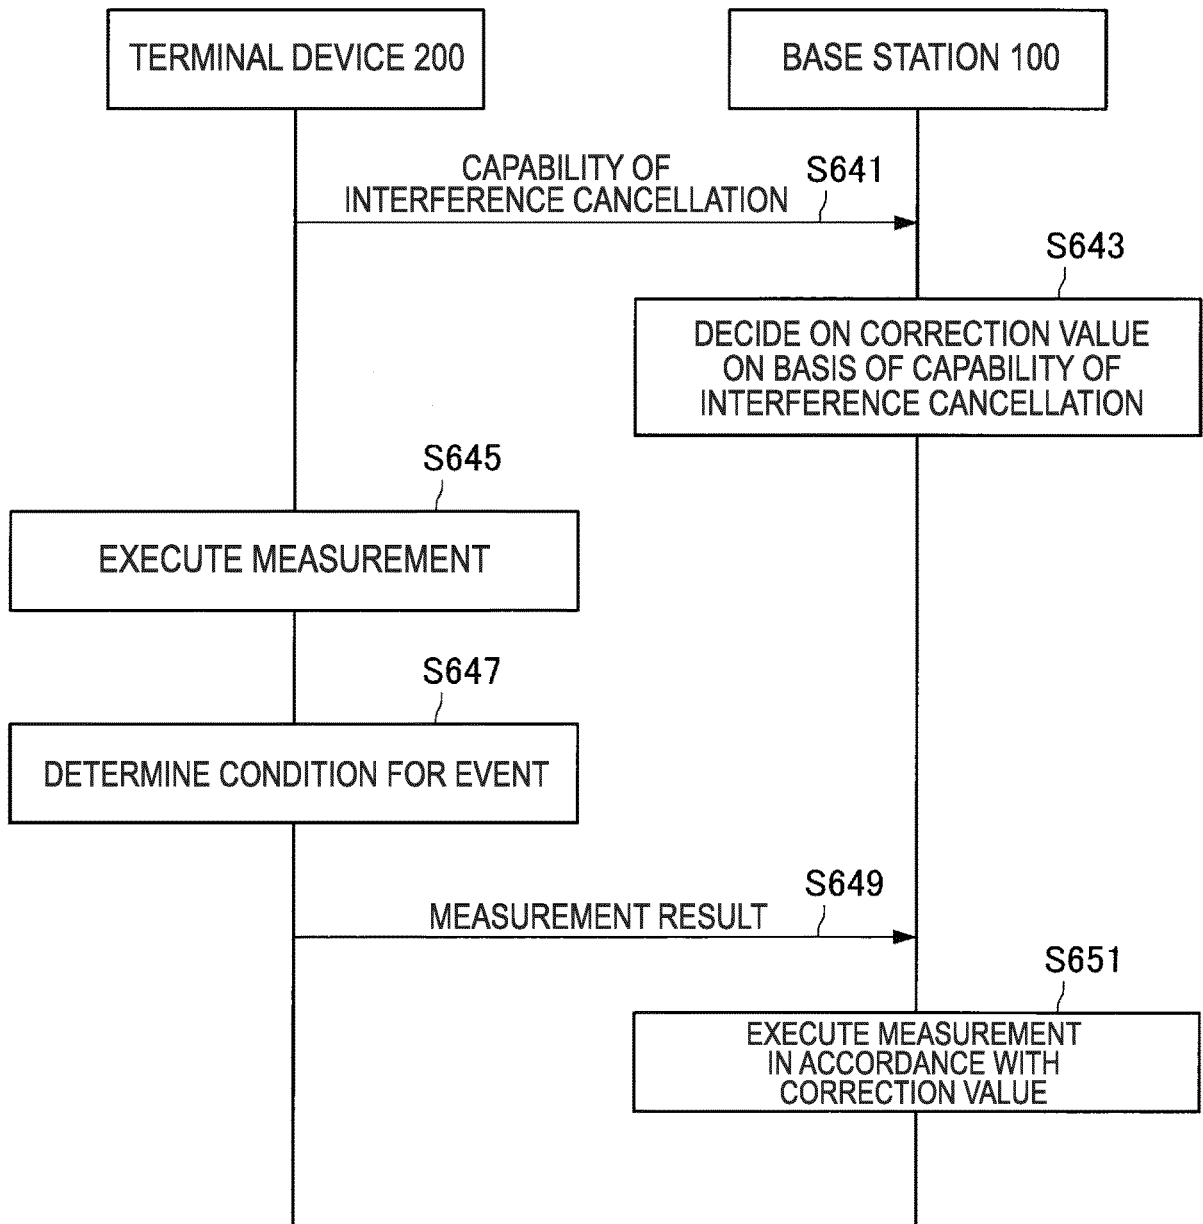 TERMINAL DEVICE 200
BASE STATION 100
CAPABILITY OF
INTERFERENCE CANCELLATION
S641
S643
DECIDE ON CORRECTION VALUE
ON BASIS OF CAPABILITY OF
INTERFERENCE CANCELLATION
S645
EXECUTE MEASUREMENT
S647
DETERMINE CONDITION FOR EVENT
S649
MEASUREMENT RESULT
S651
EXECUTE MEASUREMENT
IN ACCORDANCE WITH
CORRECTION VALUE